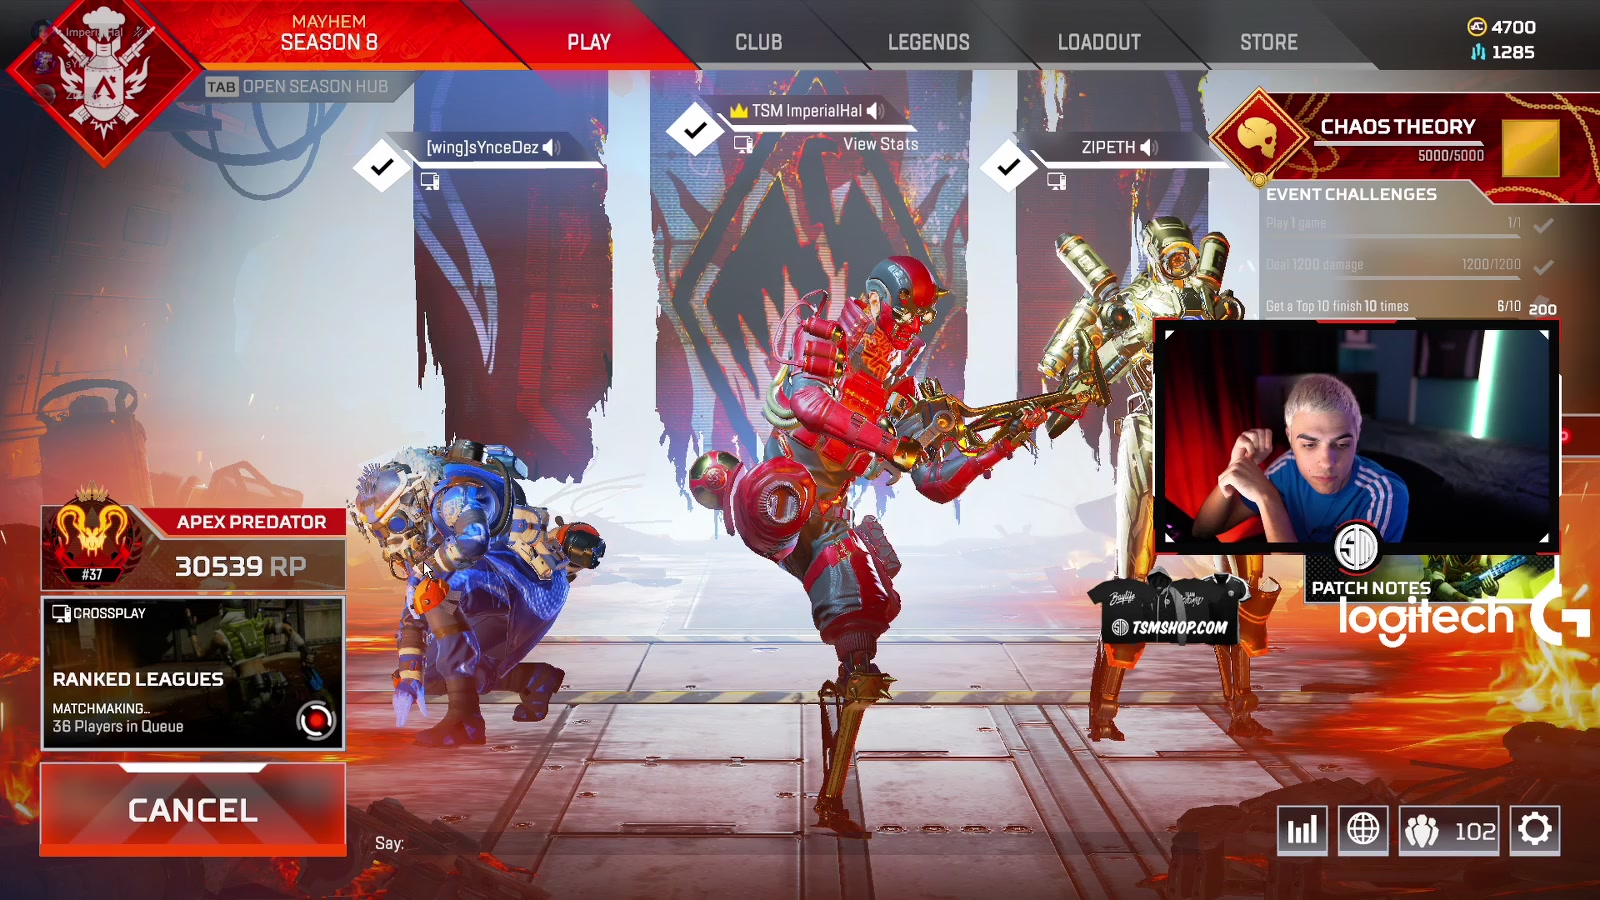 MAYHEM
SEASON 8
PLAY
CLUB
LEGENDS
LOADOUT
STORE
4700
1285
ImperialHal
TAB OPEN SEASON HUB
[wing]sYnceDez
TSM ImperialHal
View Stats
ZIPETH
CHAOS THEORY
5000/5000
EVENT CHALLENGES
Play 1 game 1/1
Deal 1200 damage 1200/1200
Get a Top 10 finish 10 times 6/10 200
APEX PREDATOR
#37
30539 RP
CROSSPLAY
RANKED LEAGUES
MATCHMAKING...
36 Players in Queue
CANCEL
Say:
PATCH NOTES
logitech G
TSMSHOP.COM
102